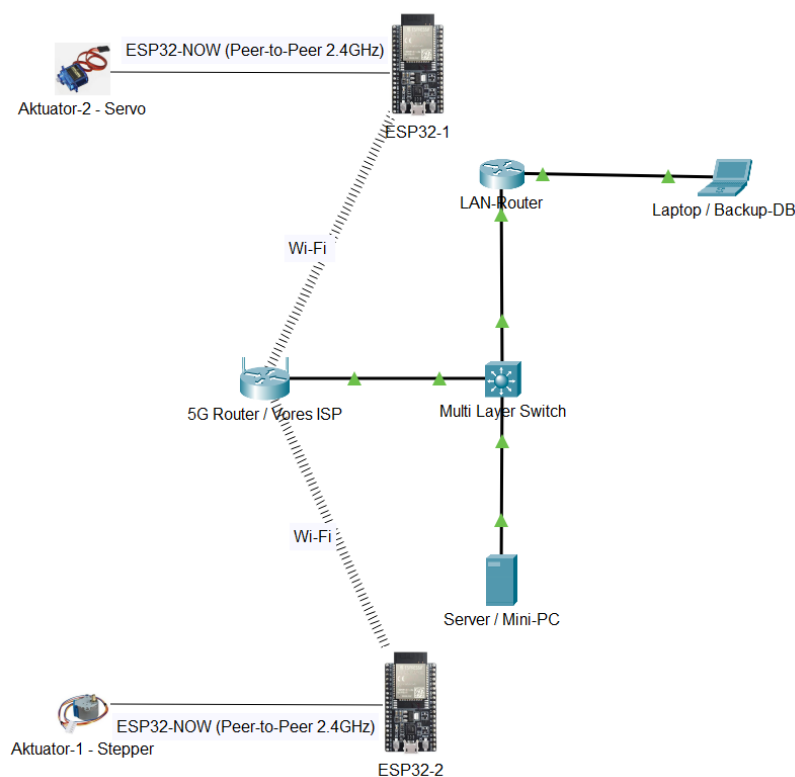 ESP32-NOW (Peer-to-Peer 2.4GHz)
Aktuator-2 - Servo
ESP32-1
LAN-Router
Laptop / Backup-DB
Wi-Fi
5G Router / Vores ISP
Multi Layer Switch
Wi-Fi
Server / Mini-PC
ESP32-NOW (Peer-to-Peer 2.4GHz)
Aktuator-1 - Stepper
ESP32-2